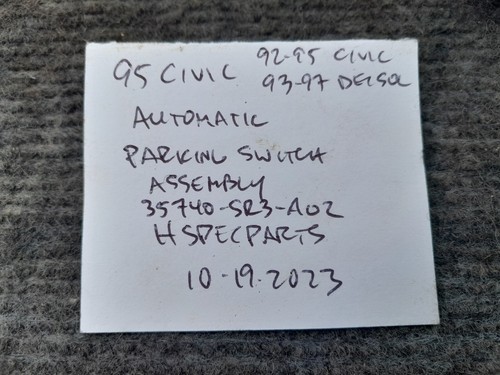 95 CIVIC 92-95 CIVIC
93-97 DELSOL
AUTOMATIC
PARKING SWITCH
ASSEMBLY
35740-SR3-A02
HSPECPARTS
10-19-2023